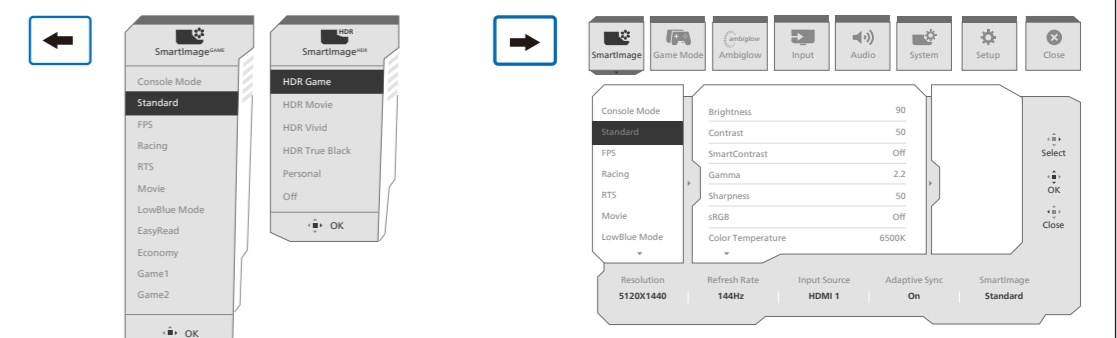 SmartImage GAME
Console Mode
Standard
FPS
Racing
RTS
Movie
LowBlue Mode
EasyRead
Economy
Game1
Game2
OK
HDR
SmartImage HDR
HDR Game
HDR Movie
HDR Vivid
HDR True Black
Personal
Off
OK
SmartImage
Game Mode
ambiglow
Ambiglow
Input
Audio
System
Setup
Close
Console Mode
Standard
FPS
Racing
RTS
Movie
LowBlue Mode
Brightness 90
Contrast 50
SmartContrast Off
Gamma 2.2
Sharpness 50
sRGB Off
Color Temperature 6500K
Select
OK
Close
Resolution Refresh Rate Input Source Adaptive Sync SmartImage
5120X1440 144Hz HDMI 1 On Standard